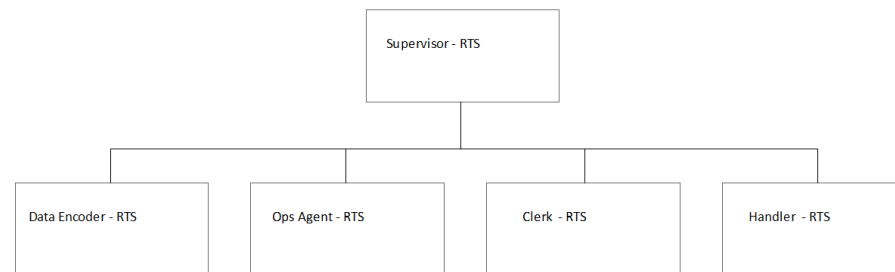 Supervisor - RTS
Data Encoder - RTS
Ops Agent - RTS
Clerk - RTS
Handler - RTS